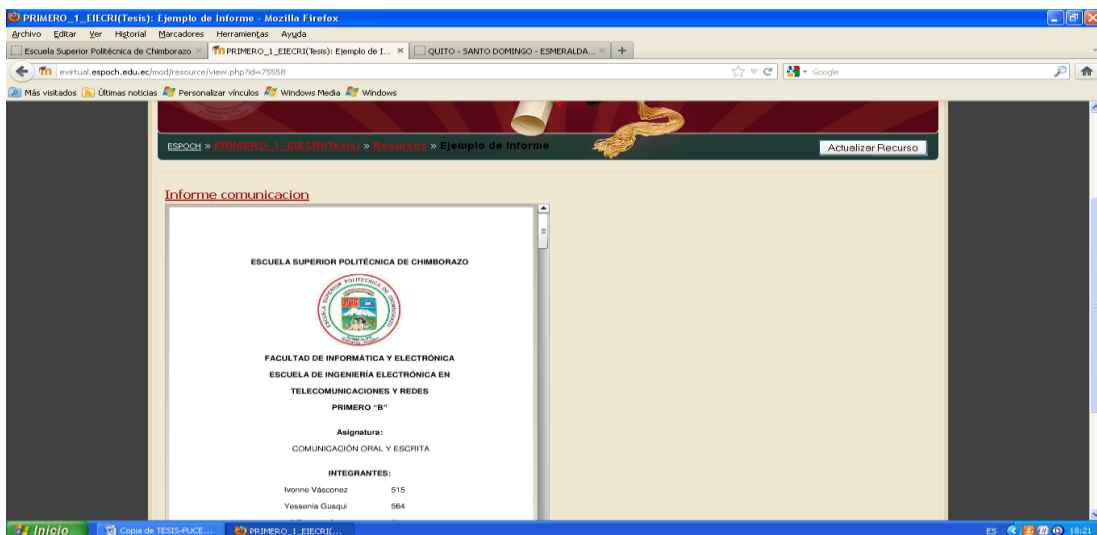 PRIMERO_1_EIECRI(Tesis): Ejemplo de Informe - Mozilla Firefox
Archivo Editar Ver Historial Marcadores Herramientas Ayuda
Escuela Superior Politécnica de Chimborazo × PRIMERO_1_EIECRI(Tesis): Ejemplo de I... × QUITO - SANTO DOMINGO - ESMERALDA... × +
evirtual.espoch.edu.ec/mod/resource/view.php?id=75558 Google
Más visitados Últimas noticias Personalizar vínculos Windows Media Windows
ESPOCH » PRIMERO_1_EIECRI(Tesis) » Recursos » Ejemplo de Informe Actualizar Recurso
Informe comunicacion
ESCUELA SUPERIOR POLITÉCNICA DE CHIMBORAZO
FACULTAD DE INFORMÁTICA Y ELECTRÓNICA
ESCUELA DE INGENIERÍA ELECTRÓNICA EN
TELECOMUNICACIONES Y REDES
PRIMERO "B"
Asignatura:
COMUNICACIÓN ORAL Y ESCRITA
INTEGRANTES:
Ivonne Vásconez 515
Yessenia Gusqui 564
Inicio Copia de TESIS-PUCE... PRIMERO_1_EIECRI(... ES 18:21